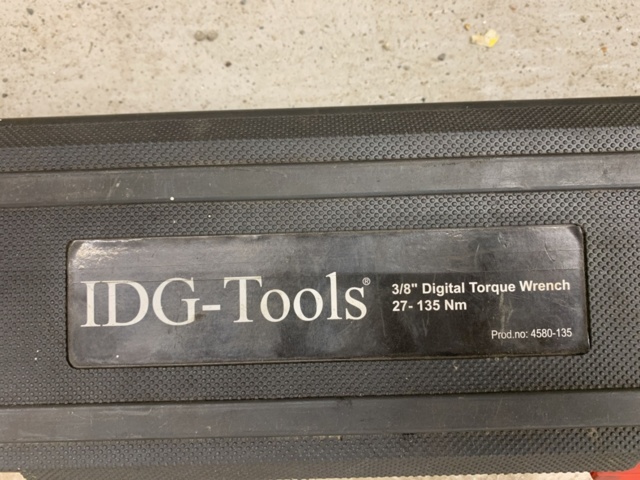 IDG-Tools®
3/8" Digital Torque Wrench
27- 135 Nm
Prod.no: 4580-135